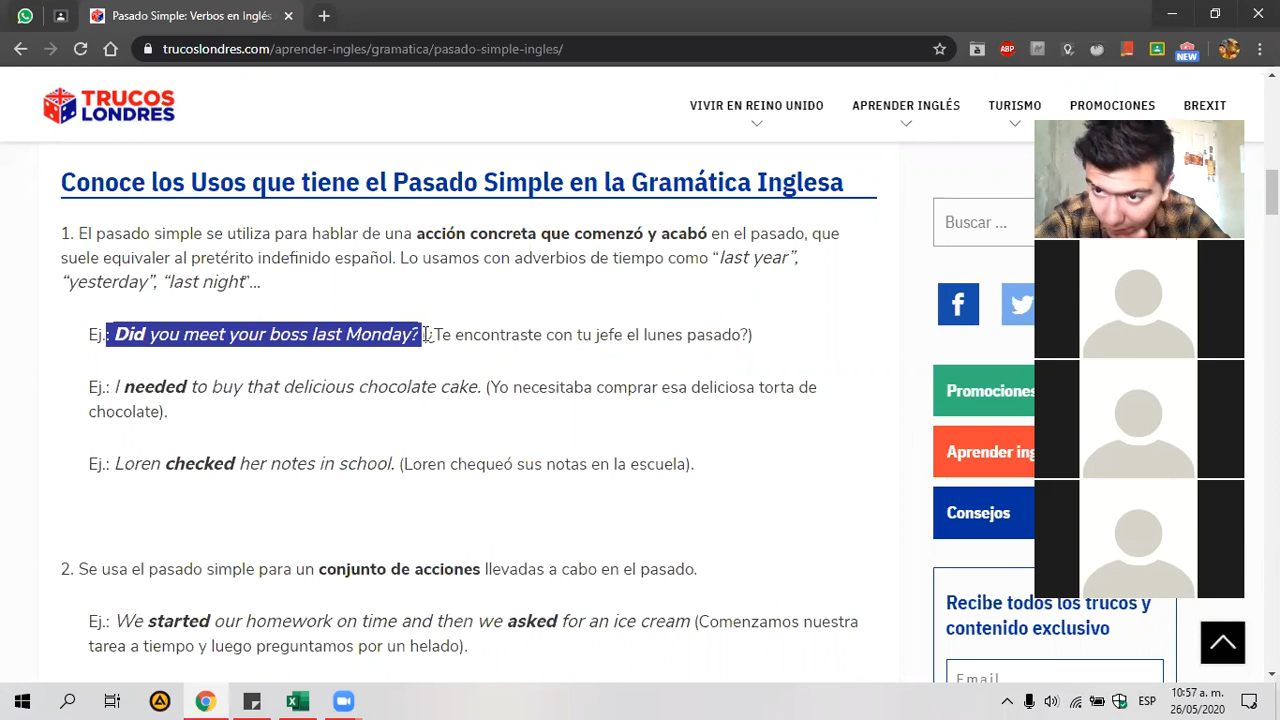 Pasado Simple: Verbos en Inglés
trucoslondres.com/aprender-ingles/gramatica/pasado-simple-ingles/
ABP
NEW
TRUCOS
LONDRES
VIVIR EN REINO UNIDO
APRENDER INGLÉS
TURISMO
PROMOCIONES
BREXIT
Conoce los Usos que tiene el Pasado Simple en la Gramática Inglesa
1. El pasado simple se utiliza para hablar de una acción concreta que comenzó y acabó en el pasado, que
suele equivaler al pretérito indefinido español. Lo usamos con adverbios de tiempo como “last year”,
“yesterday”, “last night”...
Ej.: Did you meet your boss last Monday? (¿Te encontraste con tu jefe el lunes pasado?)
Ej.: I needed to buy that delicious chocolate cake. (Yo necesitaba comprar esa deliciosa torta de
chocolate).
Ej.: Loren checked her notes in school. (Loren chequeó sus notas en la escuela).
2. Se usa el pasado simple para un conjunto de acciones llevadas a cabo en el pasado.
Ej.: We started our homework on time and then we asked for an ice cream (Comenzamos nuestra
tarea a tiempo y luego preguntamos por un helado).
Buscar ...
Promociones
Aprender ing
Consejos
Recibe todos los trucos y
contenido exclusivo
Email
ESP
10:57 a. m.
26/05/2020